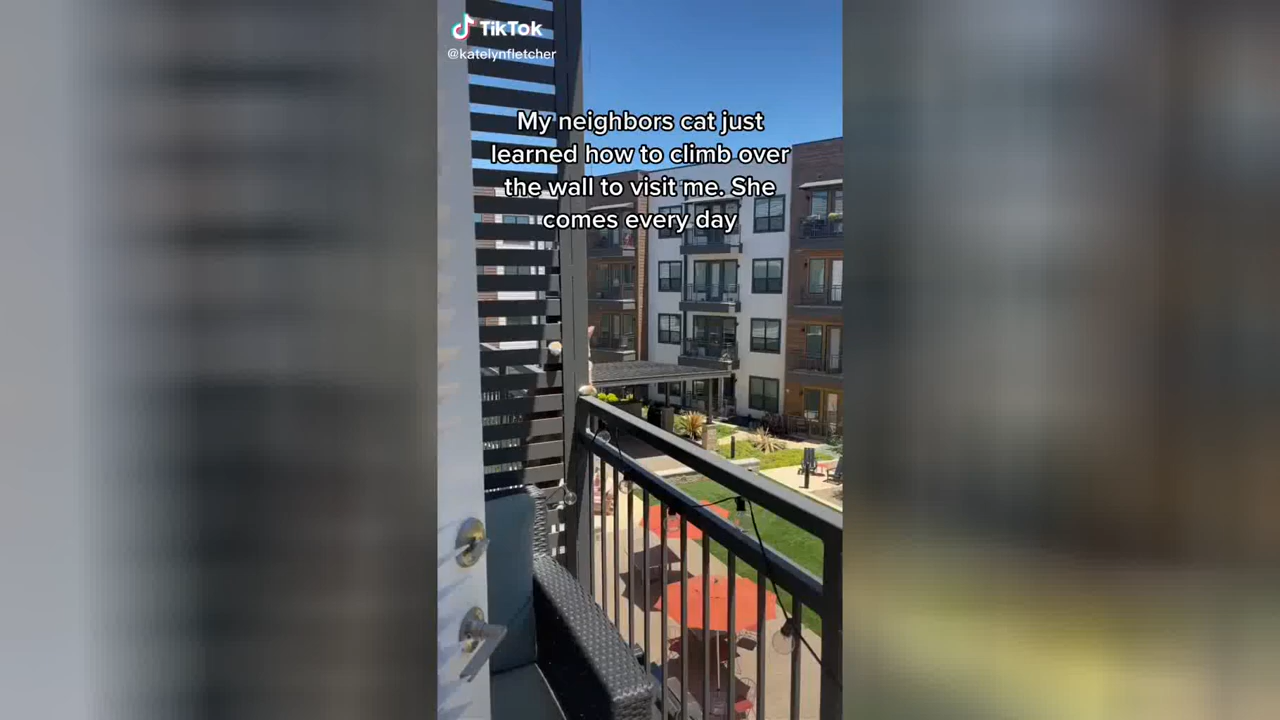 TikTok
@katelynfletcher
My neighbors cat just
learned how to climb over
the wall to visit me. She
comes every day